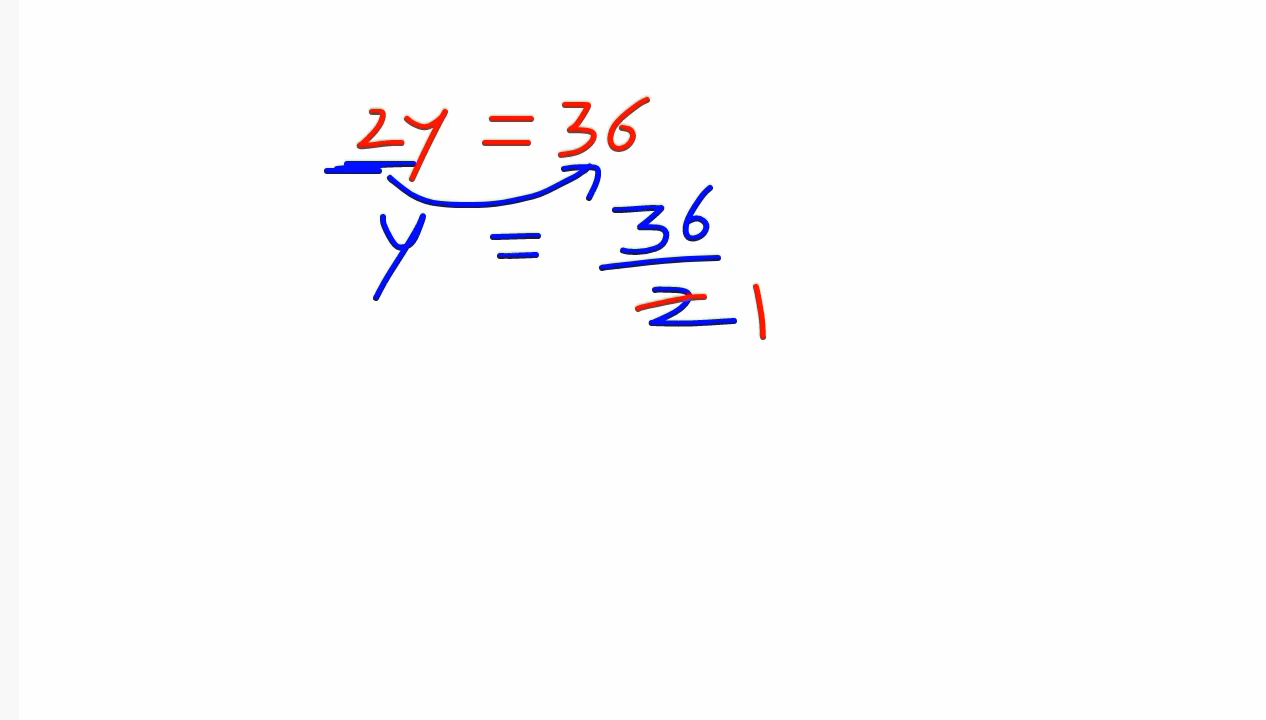 2y = 36
y = 36/2 1